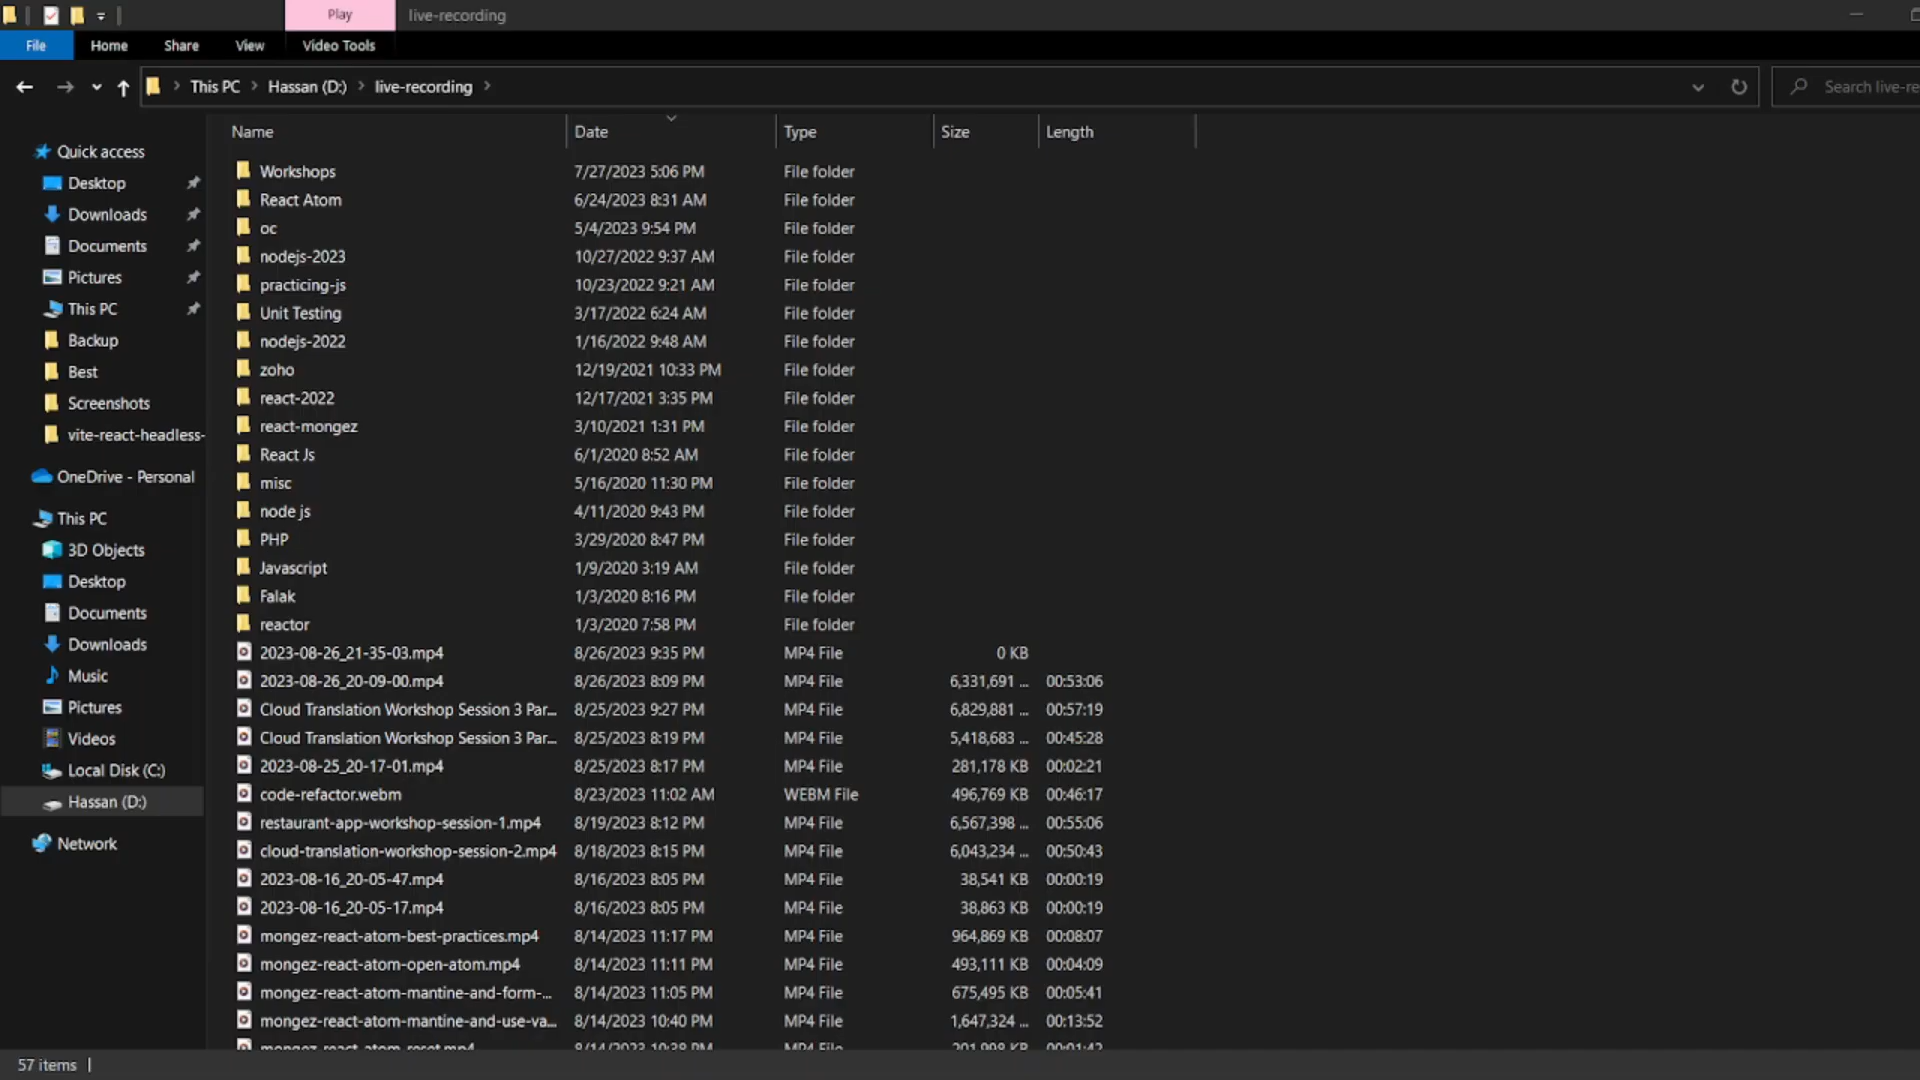 Play live-recording
File Home Share View Video Tools
This PC Hassan (D:) live-recording Search live-re
Name Date Type Size Length
Quick access
Desktop
Downloads
Documents
Pictures
This PC
Backup
Best
Screenshots
vite-react-headless-
OneDrive - Personal
This PC
3D Objects
Desktop
Documents
Downloads
Music
Pictures
Videos
Local Disk (C:)
Hassan (D:)
Network
Workshops 7/27/2023 5:06 PM File folder
React Atom 6/24/2023 8:31 AM File folder
oc 5/4/2023 9:54 PM File folder
nodejs-2023 10/27/2022 9:37 AM File folder
practicing-js 10/23/2022 9:21 AM File folder
Unit Testing 3/17/2022 6:24 AM File folder
nodejs-2022 1/16/2022 9:48 AM File folder
zoho 12/19/2021 10:33 PM File folder
react-2022 12/17/2021 3:35 PM File folder
react-mongez 3/10/2021 1:31 PM File folder
React Js 6/1/2020 8:52 AM File folder
misc 5/16/2020 11:30 PM File folder
node js 4/11/2020 9:43 PM File folder
PHP 3/29/2020 8:47 PM File folder
Javascript 1/9/2020 3:19 AM File folder
Falak 1/3/2020 8:16 PM File folder
reactor 1/3/2020 7:58 PM File folder
2023-08-26_21-35-03.mp4 8/26/2023 9:35 PM MP4 File 0 KB
2023-08-26_20-09-00.mp4 8/26/2023 8:09 PM MP4 File 6,331,691 ... 00:53:06
Cloud Translation Workshop Session 3 Par... 8/25/2023 9:27 PM MP4 File 6,829,881 ... 00:57:19
Cloud Translation Workshop Session 3 Par... 8/25/2023 8:19 PM MP4 File 5,418,683 ... 00:45:28
2023-08-25_20-17-01.mp4 8/25/2023 8:17 PM MP4 File 281,178 KB 00:02:21
code-refactor.webm 8/23/2023 11:02 AM WEBM File 496,769 KB 00:46:17
restaurant-app-workshop-session-1.mp4 8/19/2023 8:12 PM MP4 File 6,567,398 ... 00:55:06
cloud-translation-workshop-session-2.mp4 8/18/2023 8:15 PM MP4 File 6,043,234 ... 00:50:43
2023-08-16_20-05-47.mp4 8/16/2023 8:05 PM MP4 File 38,541 KB 00:00:19
2023-08-16_20-05-17.mp4 8/16/2023 8:05 PM MP4 File 38,863 KB 00:00:19
mongez-react-atom-best-practices.mp4 8/14/2023 11:17 PM MP4 File 964,869 KB 00:08:07
mongez-react-atom-open-atom.mp4 8/14/2023 11:11 PM MP4 File 493,111 KB 00:04:09
mongez-react-atom-mantine-and-form-... 8/14/2023 11:05 PM MP4 File 675,495 KB 00:05:41
mongez-react-atom-mantine-and-use-va... 8/14/2023 10:40 PM MP4 File 1,647,324 ... 00:13:52
mongez-react-atom-reset.mp4 8/14/2023 10:38 PM MP4 File
57 items